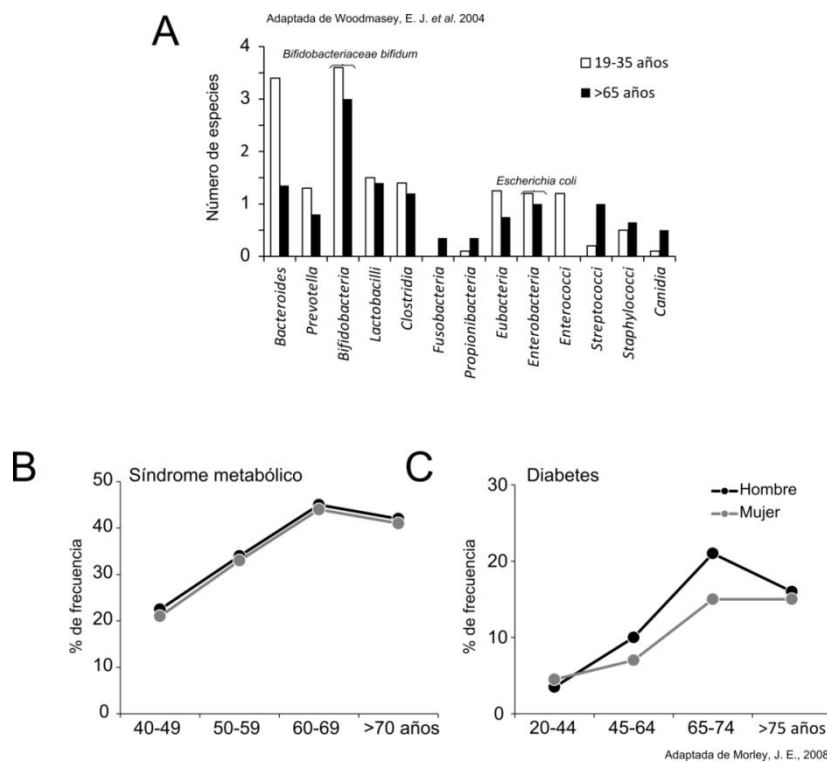 A
Adaptada de Woodmasey, E. J. et al. 2004
Bifidobacteriaceae bifidum
19-35 años
>65 años
Escherichia coli
Número de especies
4
3
2
1
0
Bacteroides
Prevotella
Bifidobacteria
Lactobacilli
Clostridia
Fusobacteria
Propionibacteria
Eubacteria
Enterobacteria
Enterococci
Streptococci
Staphylococci
Canidia
B
Síndrome metabólico
% de frecuencia
50
40
30
20
10
0
40-49 50-59 60-69 >70 años
C
Diabetes
Hombre
Mujer
% de frecuencia
30
20
10
0
20-44 45-64 65-74 >75 años
Adaptada de Morley, J. E., 2008